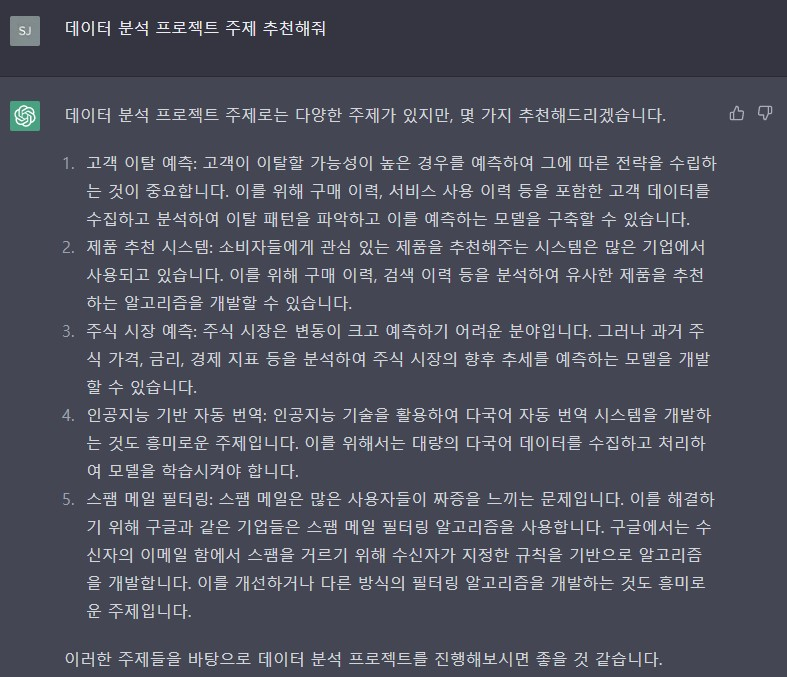 SJ 데이터 분석 프로젝트 주제 추천해줘
데이터 분석 프로젝트 주제로는 다양한 주제가 있지만, 몇 가지 추천해드리겠습니다.
1. 고객 이탈 예측: 고객이 이탈할 가능성이 높은 경우를 예측하여 그에 따른 전략을 수립하
는 것이 중요합니다. 이를 위해 구매 이력, 서비스 사용 이력 등을 포함한 고객 데이터를
수집하고 분석하여 이탈 패턴을 파악하고 이를 예측하는 모델을 구축할 수 있습니다.
2. 제품 추천 시스템: 소비자들에게 관심 있는 제품을 추천해주는 시스템은 많은 기업에서
사용되고 있습니다. 이를 위해 구매 이력, 검색 이력 등을 분석하여 유사한 제품을 추천
하는 알고리즘을 개발할 수 있습니다.
3. 주식 시장 예측: 주식 시장은 변동이 크고 예측하기 어려운 분야입니다. 그러나 과거 주
식 가격, 금리, 경제 지표 등을 분석하여 주식 시장의 향후 추세를 예측하는 모델을 개발
할 수 있습니다.
4. 인공지능 기반 자동 번역: 인공지능 기술을 활용하여 다국어 자동 번역 시스템을 개발하
는 것도 흥미로운 주제입니다. 이를 위해서는 대량의 다국어 데이터를 수집하고 처리하
여 모델을 학습시켜야 합니다.
5. 스팸 메일 필터링: 스팸 메일은 많은 사용자들이 짜증을 느끼는 문제입니다. 이를 해결하
기 위해 구글과 같은 기업들은 스팸 메일 필터링 알고리즘을 사용합니다. 구글에서는 수
신자의 이메일 함에서 스팸을 거르기 위해 수신자가 지정한 규칙을 기반으로 알고리즘
을 개발합니다. 이를 개선하거나 다른 방식의 필터링 알고리즘을 개발하는 것도 흥미로
운 주제입니다.
이러한 주제들을 바탕으로 데이터 분석 프로젝트를 진행해보시면 좋을 것 같습니다.